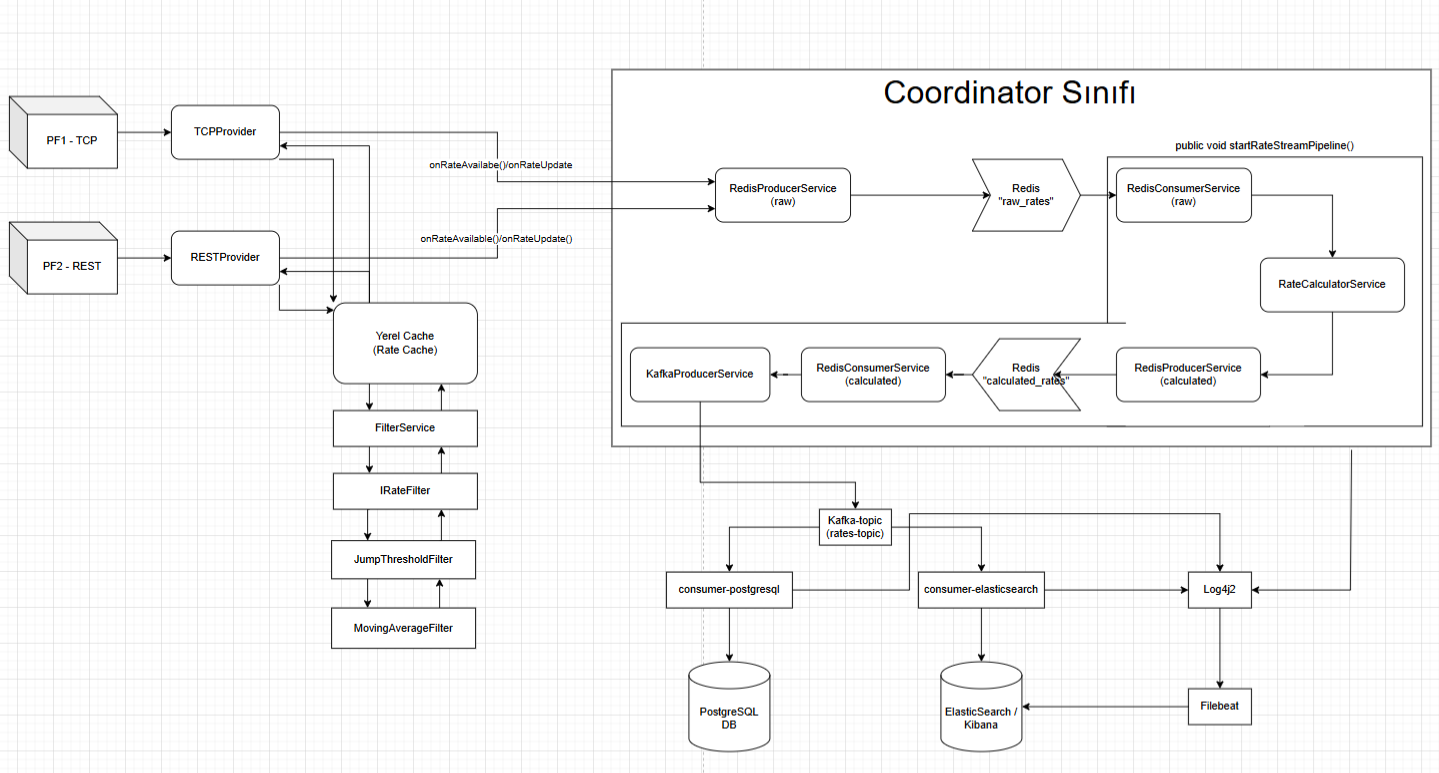 Coordinator Sınıfı
public void startRateStreamPipeline()
PF1 - TCP
TCPProvider
onRateAvailabe()/onRateUpdate
RedisProducerService
(raw)
Redis
"raw_rates"
RedisConsumerService
(raw)
PF2 - REST
RESTProvider
onRateAvailable()/onRateUpdate()
RateCalculatorService
Yerel Cache
(Rate Cache)
KafkaProducerService
RedisConsumerService
(calculated)
Redis
"calculated_rates"
RedisProducerService
(calculated)
FilterService
IRateFilter
JumpThresholdFilter
MovingAverageFilter
Kafka-topic
(rates-topic)
consumer-postgresql
consumer-elasticsearch
Log4j2
PostgreSQL
DB
ElasticSearch /
Kibana
Filebeat